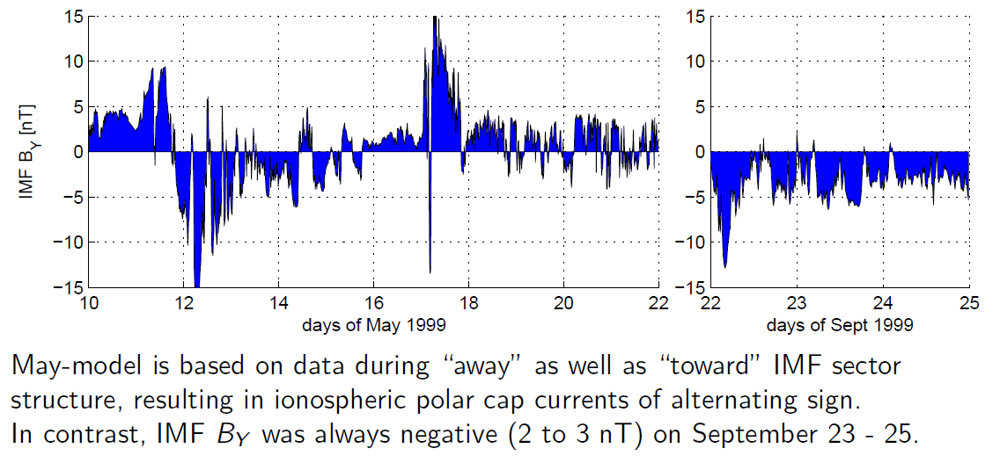 15
10
5
0
−5
−10
−15
IMF BY [nT]
10 12 14 16 18 20 22
days of May 1999
15
10
5
0
−5
−10
−15
22 23 24 25
days of Sept 1999
May-model is based on data during “away” as well as “toward” IMF sector
structure, resulting in ionospheric polar cap currents of alternating sign.
In contrast, IMF BY was always negative (2 to 3 nT) on September 23 - 25.